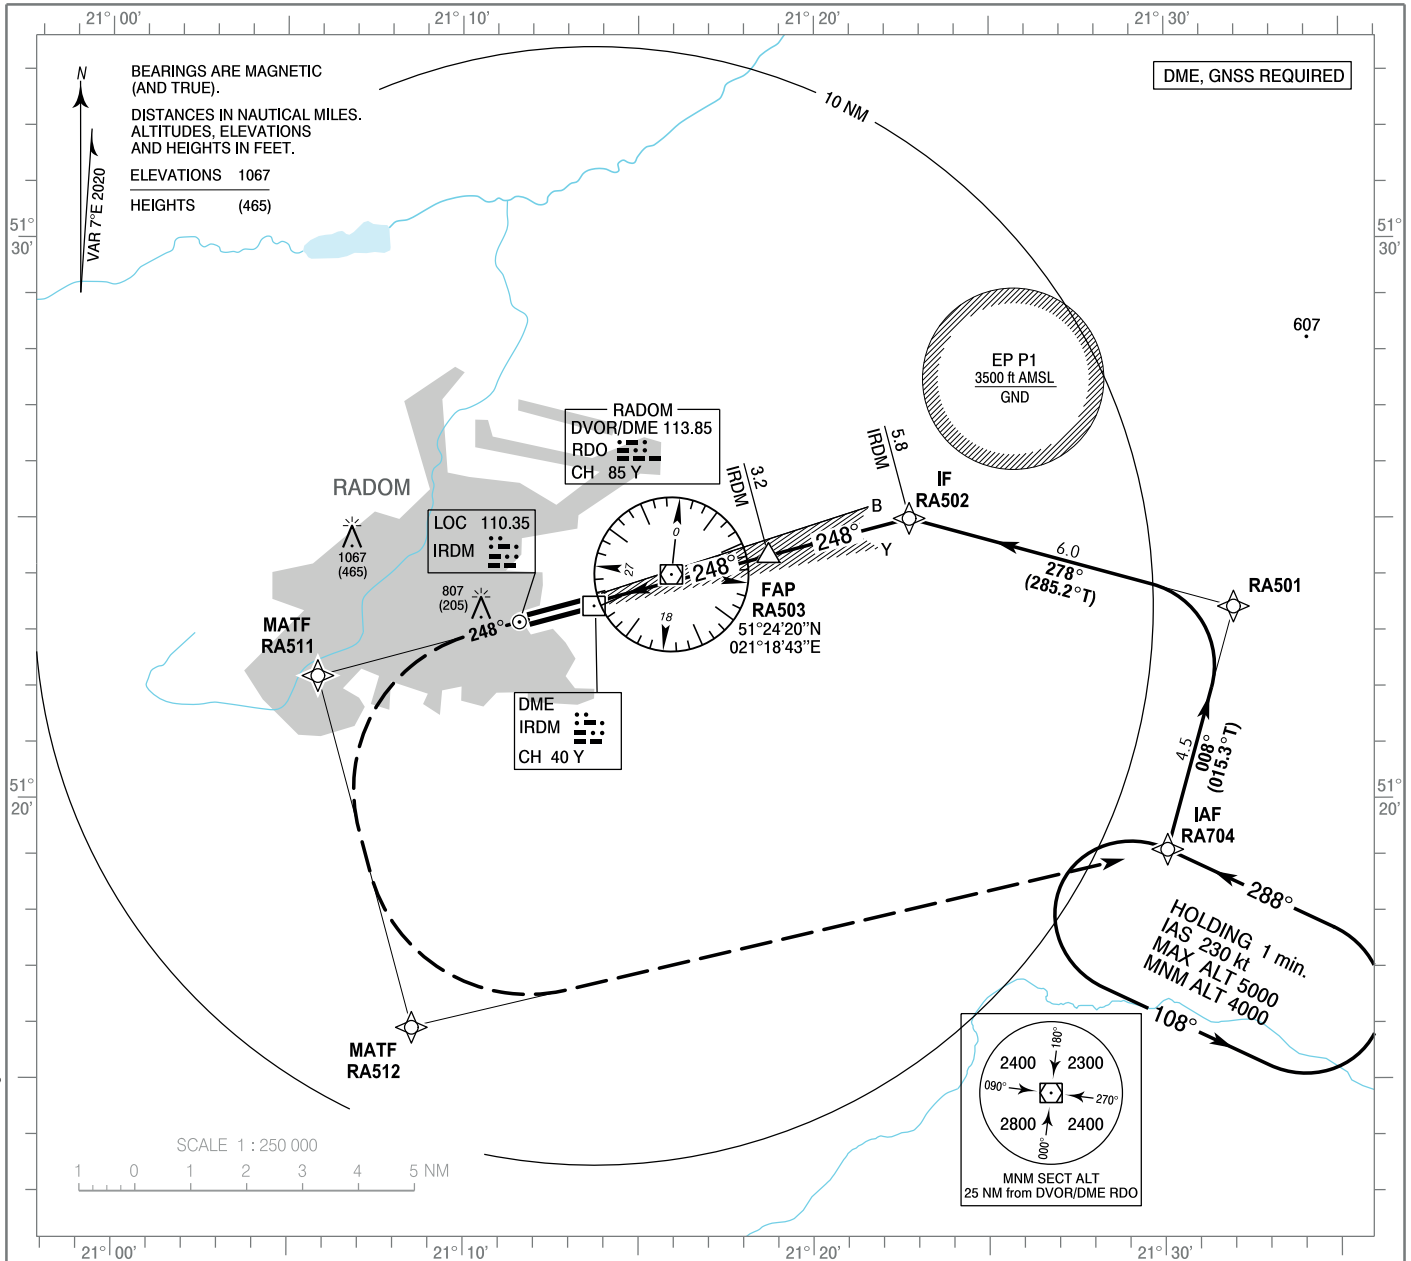 21° 00'
21° 10'
21° 20'
21° 30'
N
VAR 7°E 2020
BEARINGS ARE MAGNETIC
(AND TRUE).
DISTANCES IN NAUTICAL MILES.
ALTITUDES, ELEVATIONS
AND HEIGHTS IN FEET.
ELEVATIONS 1067
HEIGHTS (465)
DME, GNSS REQUIRED
10 NM
51°
30'
51°
30'
607
EP P1
3500 ft AMSL
GND
RADOM
DVOR/DME 113.85
RDO
CH 85 Y
5.8
IRDM
3.2
IRDM
IF
RA502
RADOM
LOC 110.35
IRDM
B
Y
248°
248°
0
27
18
6.0
278°
(285.2°T)
RA501
1067
(465)
807
(205)
FAP
RA503
51°24'20"N
021°18'43"E
MATF
RA511
248°
DME
IRDM
CH 40 Y
4.5
008°
(015.3°T)
51°
20'
51°
20'
IAF
RA704
288°
HOLDING 1 min.
IAS 230 kt
MAX ALT 5000
MNM ALT 4000
108°
MATF
RA512
180°
2400
2300
090°
270°
2800
2400
000°
MNM SECT ALT
25 NM from DVOR/DME RDO
SCALE 1 : 250 000
1 0 1 2 3 4 5 NM
21° 00'
21° 10'
21° 20'
21° 30'